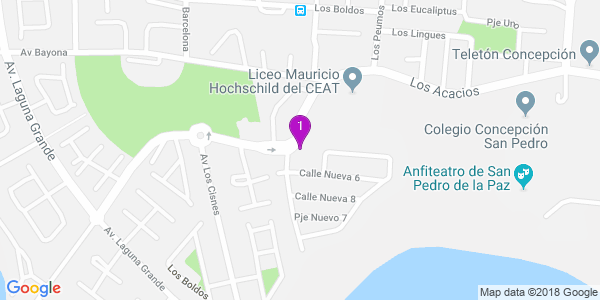 Los Boldos
Los Eucaliptus
Pje Uno
Los Lingues
Los Peumos
Barcelona
Av Bayona
Teletón Concepción
Liceo Mauricio
Hochschild del CEAT
Los Acacios
Av. Laguna Grande
Colegio Concepción
San Pedro
1
Anfiteatro de San
Pedro de la Paz
Calle Nueva 6
Calle Nueva 8
Pje Nuevo 7
Av Los Cisnes
Av. Laguna Grande
Los Boldos
Google
Map data ©2018 Google